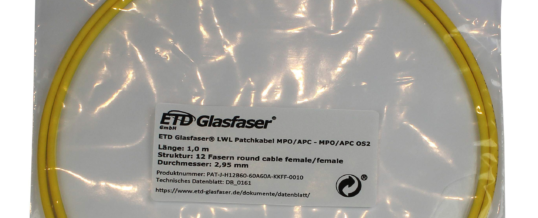 ETD Glasfaser®
GmbH
ETD Glasfaser® LWL Patchkabel MPO/APC - MPO/APC OS2
Länge: 1,0 m
Struktur: 12 Fasern round cable female/female
Durchmesser: 2,95 mm
Produktnummer: PAT-J-H12B60-60A60A-KKFF-0010
Technisches Datenblatt: DB_0161
https://www.etd-glasfaser.de/dokumente/datenblatt/